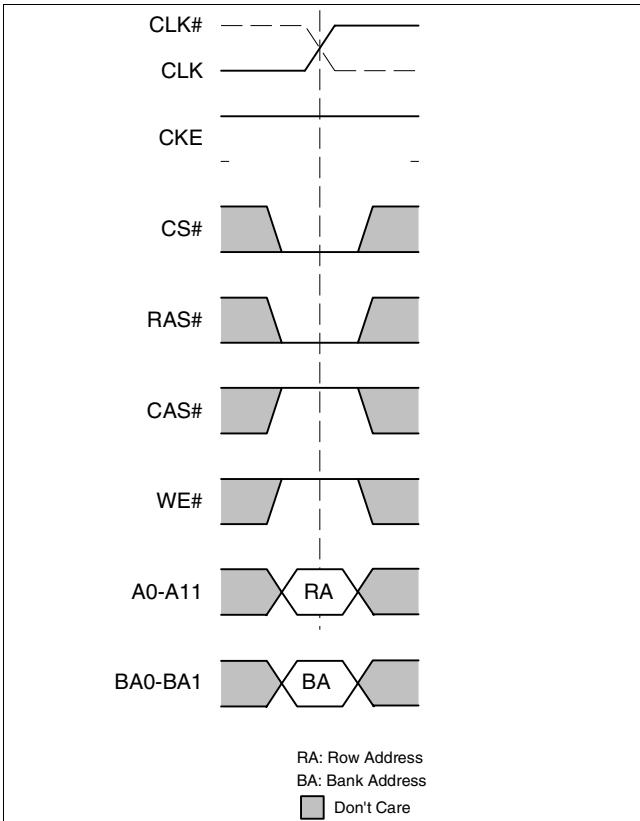 CLK#
CLK
CKE
CS#
RAS#
CAS#
WE#
A0-A11
RA
BA0-BA1
BA
RA: Row Address
BA: Bank Address
Don't Care